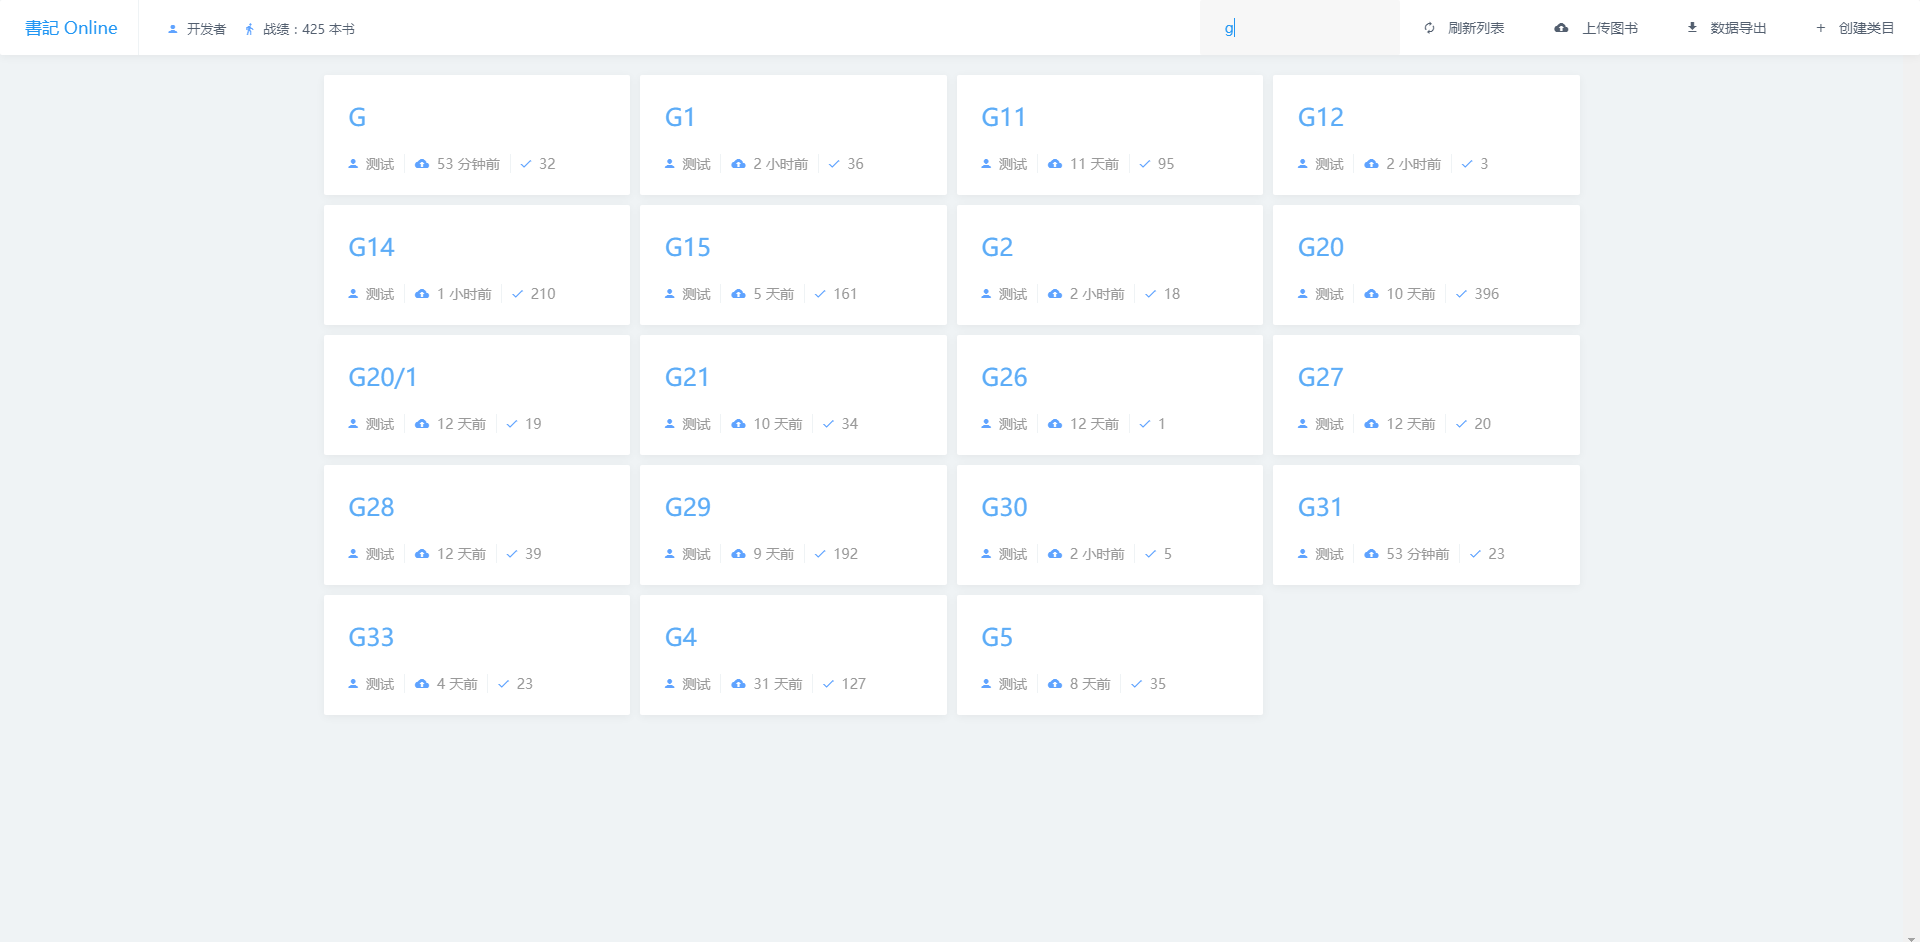 書記 Online
开发者
战绩：425 本书
g
刷新列表
上传图书
数据导出
创建类目
G
测试 53 分钟前 32
G1
测试 2 小时前 36
G11
测试 11 天前 95
G12
测试 2 小时前 3
G14
测试 1 小时前 210
G15
测试 5 天前 161
G2
测试 2 小时前 18
G20
测试 10 天前 396
G20/1
测试 12 天前 19
G21
测试 10 天前 34
G26
测试 12 天前 1
G27
测试 12 天前 20
G28
测试 12 天前 39
G29
测试 9 天前 192
G30
测试 2 小时前 5
G31
测试 53 分钟前 23
G33
测试 4 天前 23
G4
测试 31 天前 127
G5
测试 8 天前 35